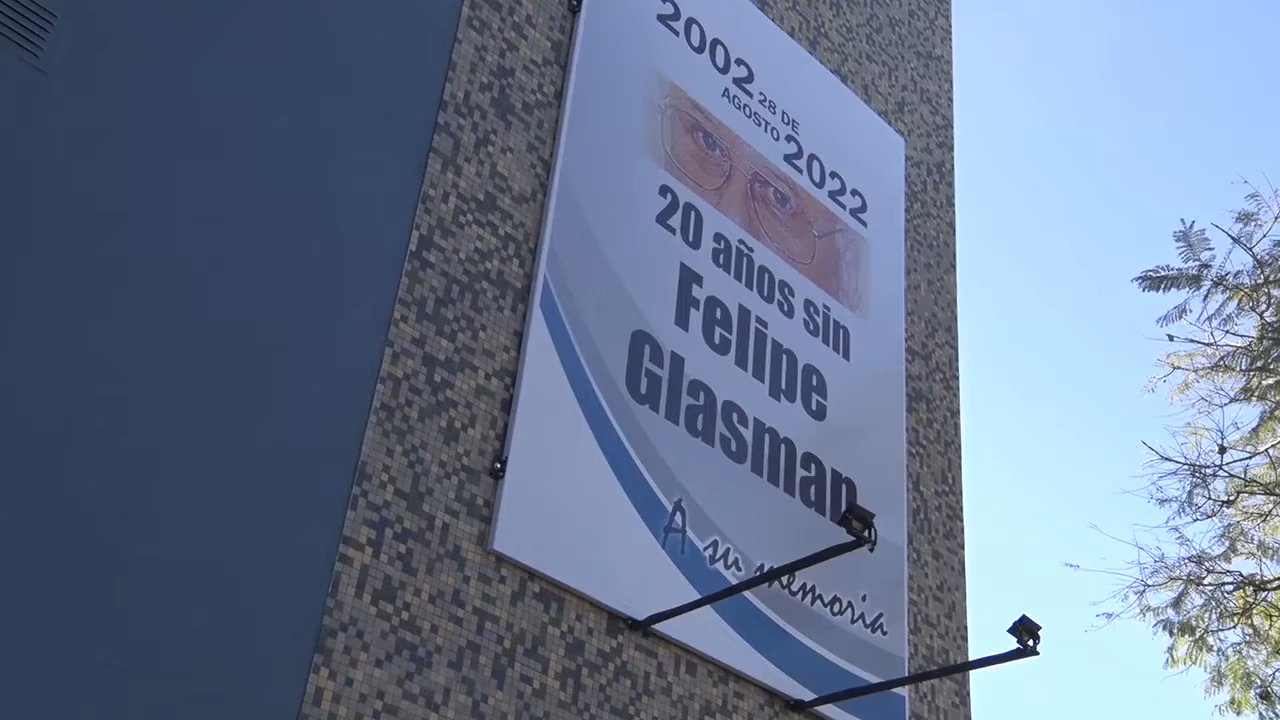 2002
28 DE
AGOSTO
2022
20 años sin
Felipe
Glasman
A su memoria